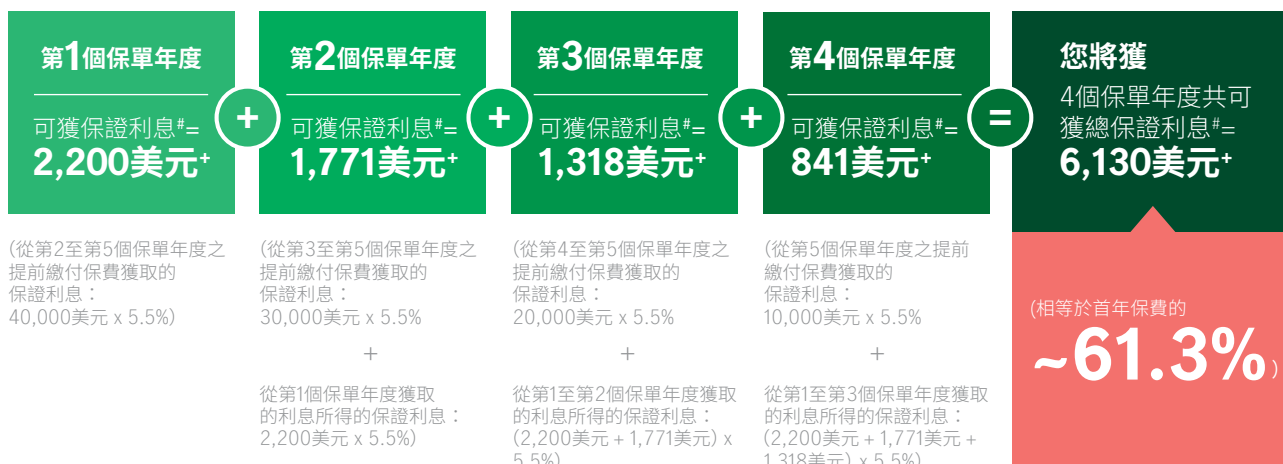 第1個保單年度
可獲保證利息#=
2,200美元+
(從第2至第5個保單年度之
提前繳付保費獲取的
保證利息：
40,000美元 x 5.5%)
+
第2個保單年度
可獲保證利息#=
1,771美元+
(從第3至第5個保單年度之
提前繳付保費獲取的
保證利息：
30,000美元 x 5.5%
+
從第1個保單年度獲取
的利息所得的保證利息：
2,200美元 x 5.5%)
+
第3個保單年度
可獲保證利息#=
1,318美元+
(從第4至第5個保單年度之
提前繳付保費獲取的
保證利息：
20,000美元 x 5.5%
+
從第1至第2個保單年度獲取
的利息所得的保證利息：
(2,200美元 + 1,771美元) x
5.5%)
+
第4個保單年度
可獲保證利息#=
841美元+
(從第5個保單年度之提前
繳付保費獲取的
保證利息：
10,000美元 x 5.5%
+
從第1至第3個保單年度獲取
的利息所得的保證利息：
(2,200美元 + 1,771美元 +
1,318美元) x 5.5%)
=
您將獲
4個保單年度共可
獲總保證利息#=
6,130美元+
(相等於首年保費的
~61.3%)